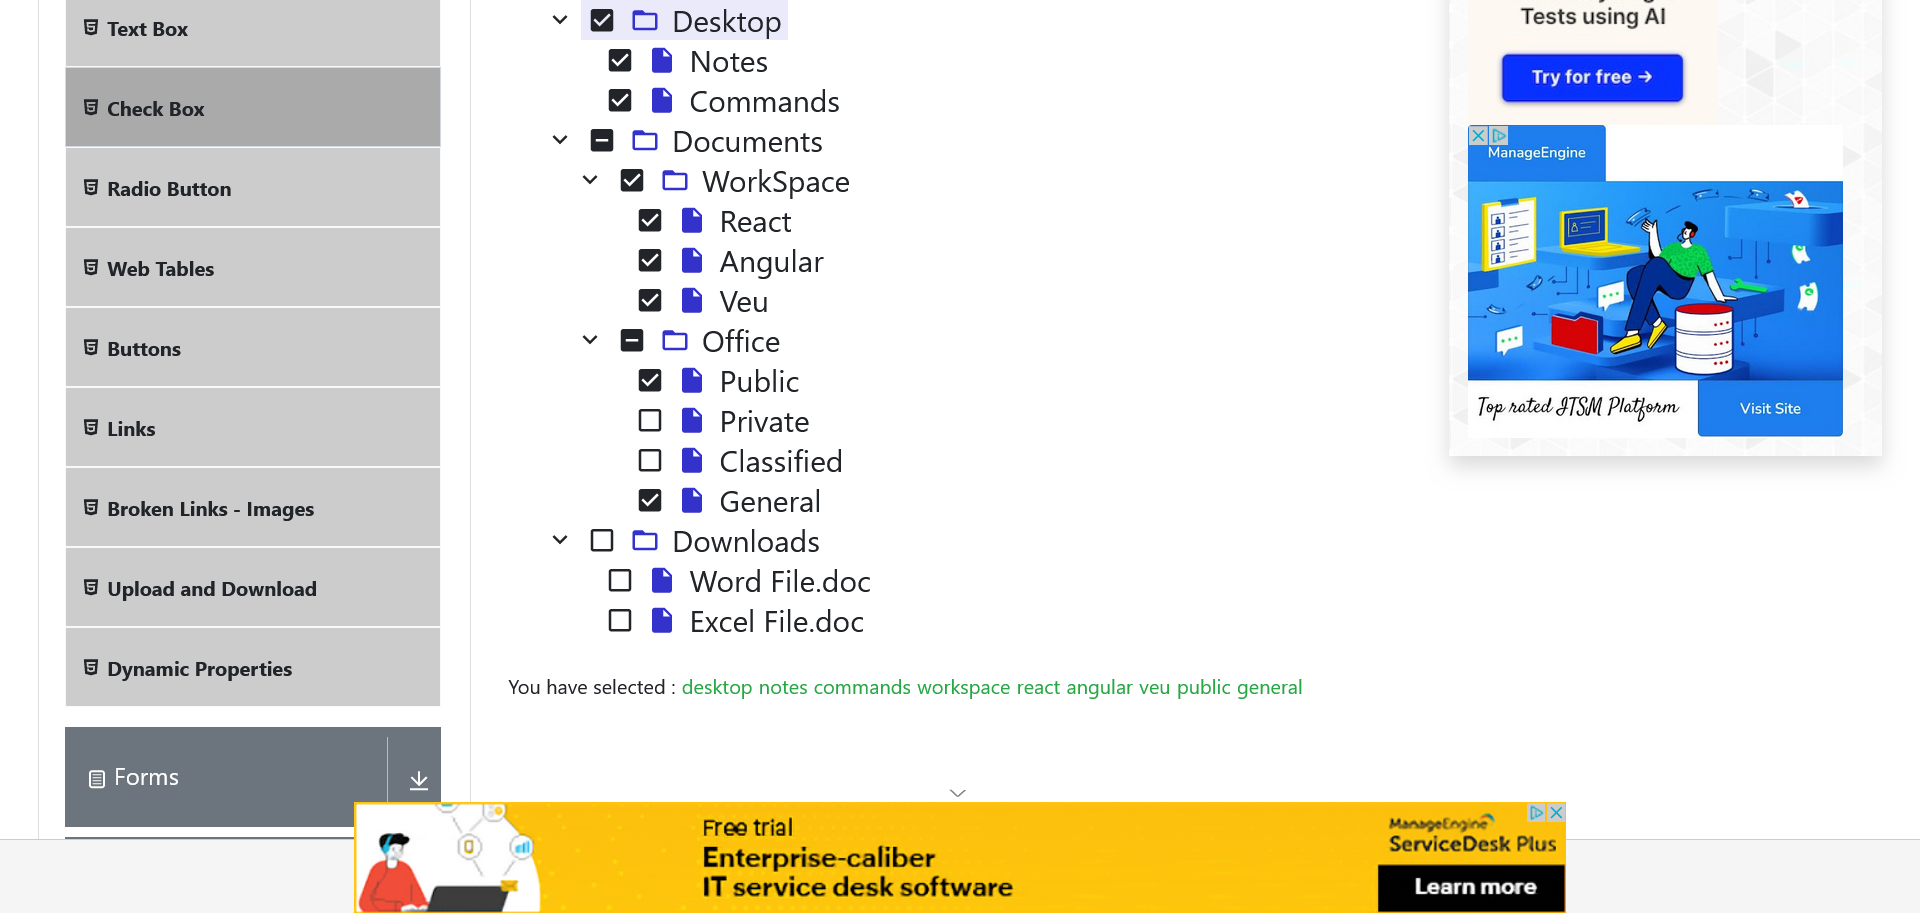 Text Box
Check Box
Radio Button
Web Tables
Buttons
Links
Broken Links - Images
Upload and Download
Dynamic Properties
Forms
Desktop
Notes
Commands
Documents
WorkSpace
React
Angular
Veu
Office
Public
Private
Classified
General
Downloads
Word File.doc
Excel File.doc
You have selected : desktop notes commands workspace react angular veu public general
Tests using AI
Try for free →
ManageEngine
Top rated ITSM Platform
Visit Site
Free trial
Enterprise-caliber
IT service desk software
ManageEngine
ServiceDesk Plus
Learn more